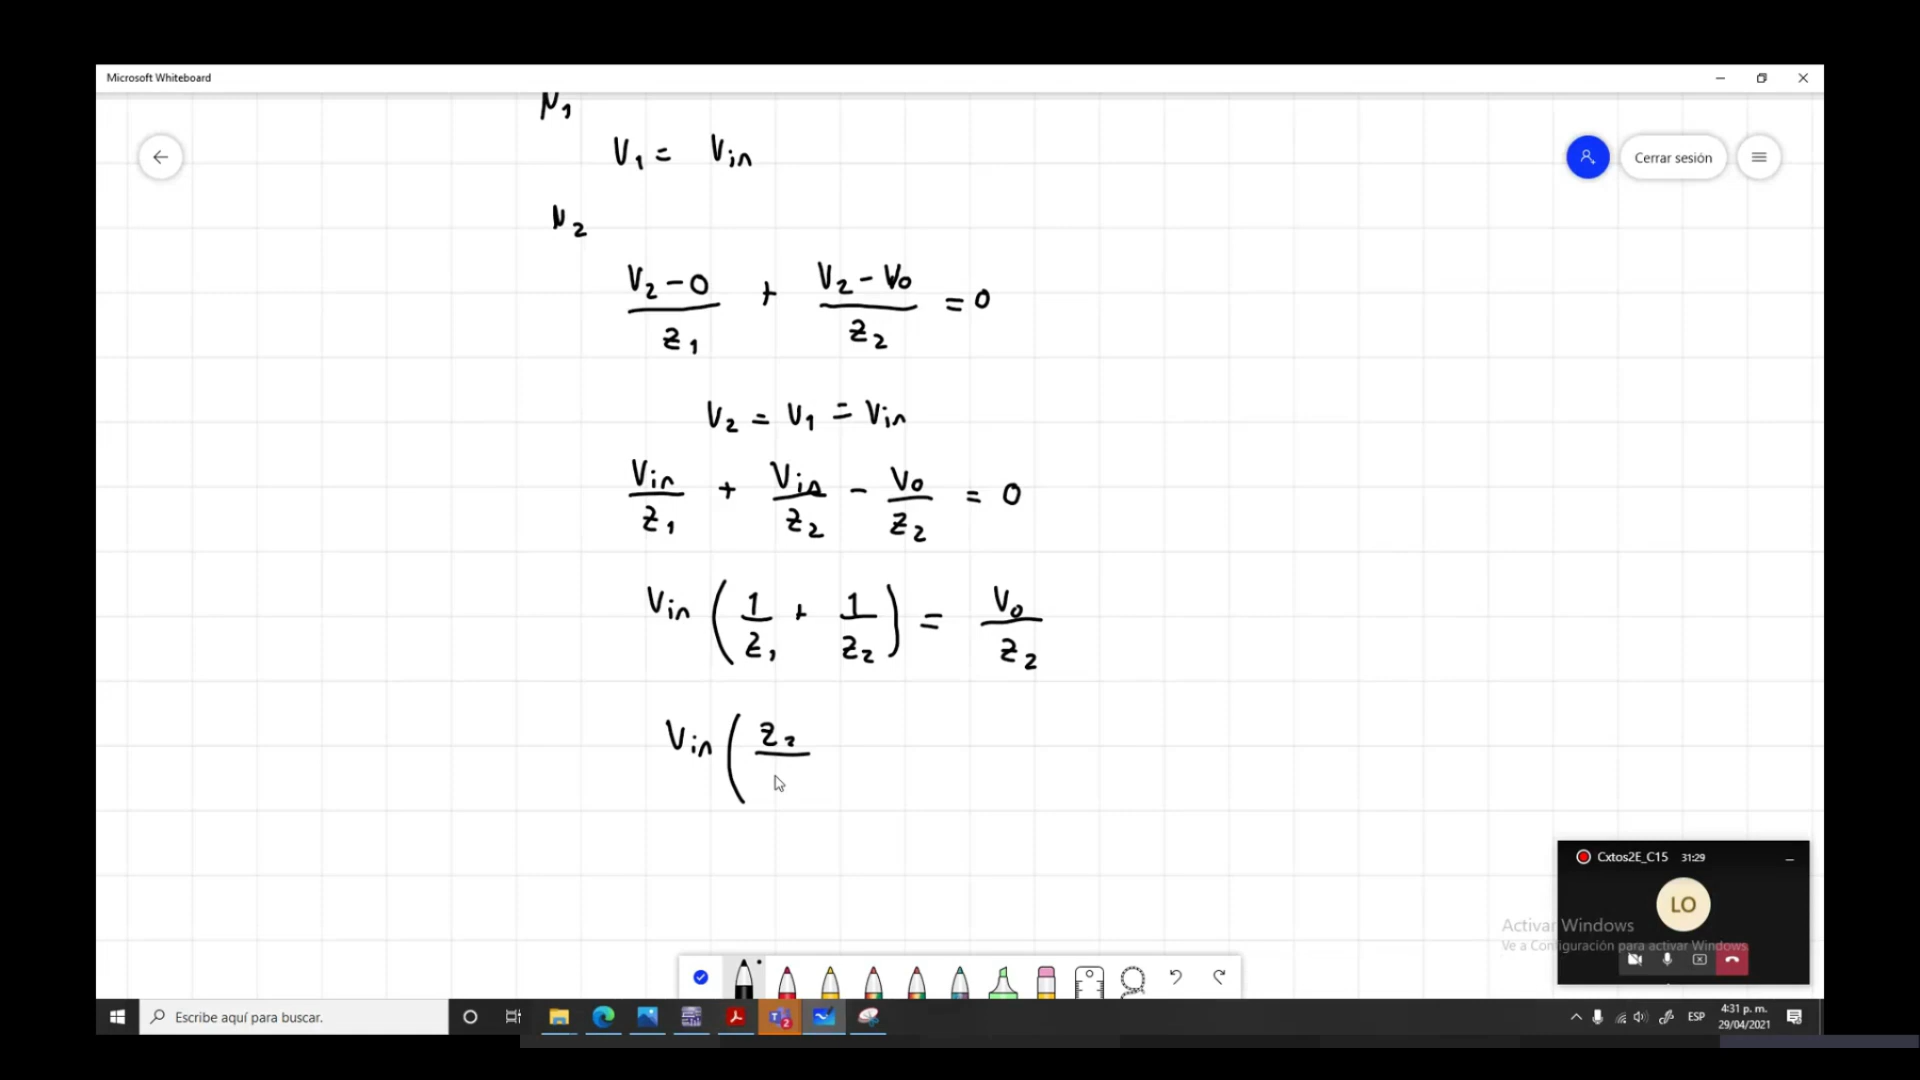 Microsoft Whiteboard
N₁
V₁ = Vin
Cerrar sesión
N₂
(V₂ - 0)/Z₁ + (V₂ - Vo)/Z₂ = 0
V₂ = V₁ = Vin
Vin/Z₁ + Vin/Z₂ - Vo/Z₂ = 0
Vin (1/Z₁ + 1/Z₂) = Vo/Z₂
Vin ( Z₂
Cxtos2E_C15 31:29
LO
Activar Windows
Ve a Configuración para activar Windows.
Escribe aquí para buscar.
2
ESP
4:31 p. m.
29/04/2021